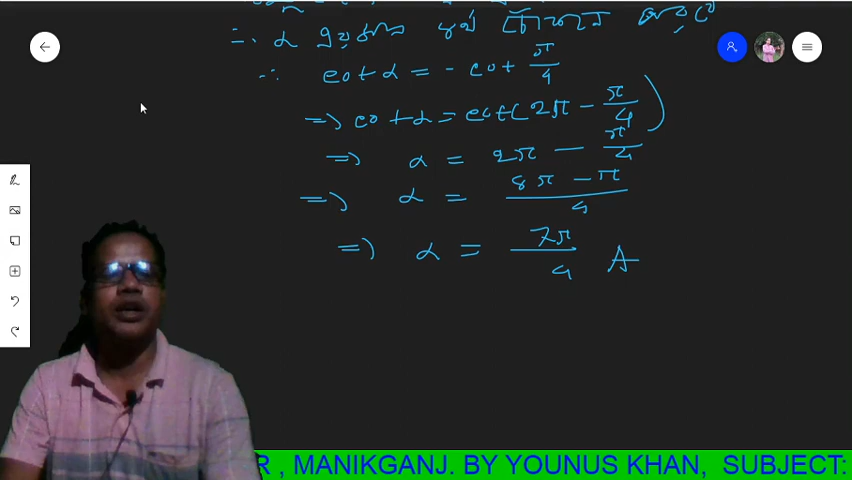 ∴ α
∴ cot α = - cot π/4
⇒ cot α = cot (2π - π/4)
⇒ α = 2π - π/4
⇒ α = (8π - π)/4
⇒ α = 7π/4 A
R , MANIKGANJ. BY YOUNUS KHAN, SUBJECT: